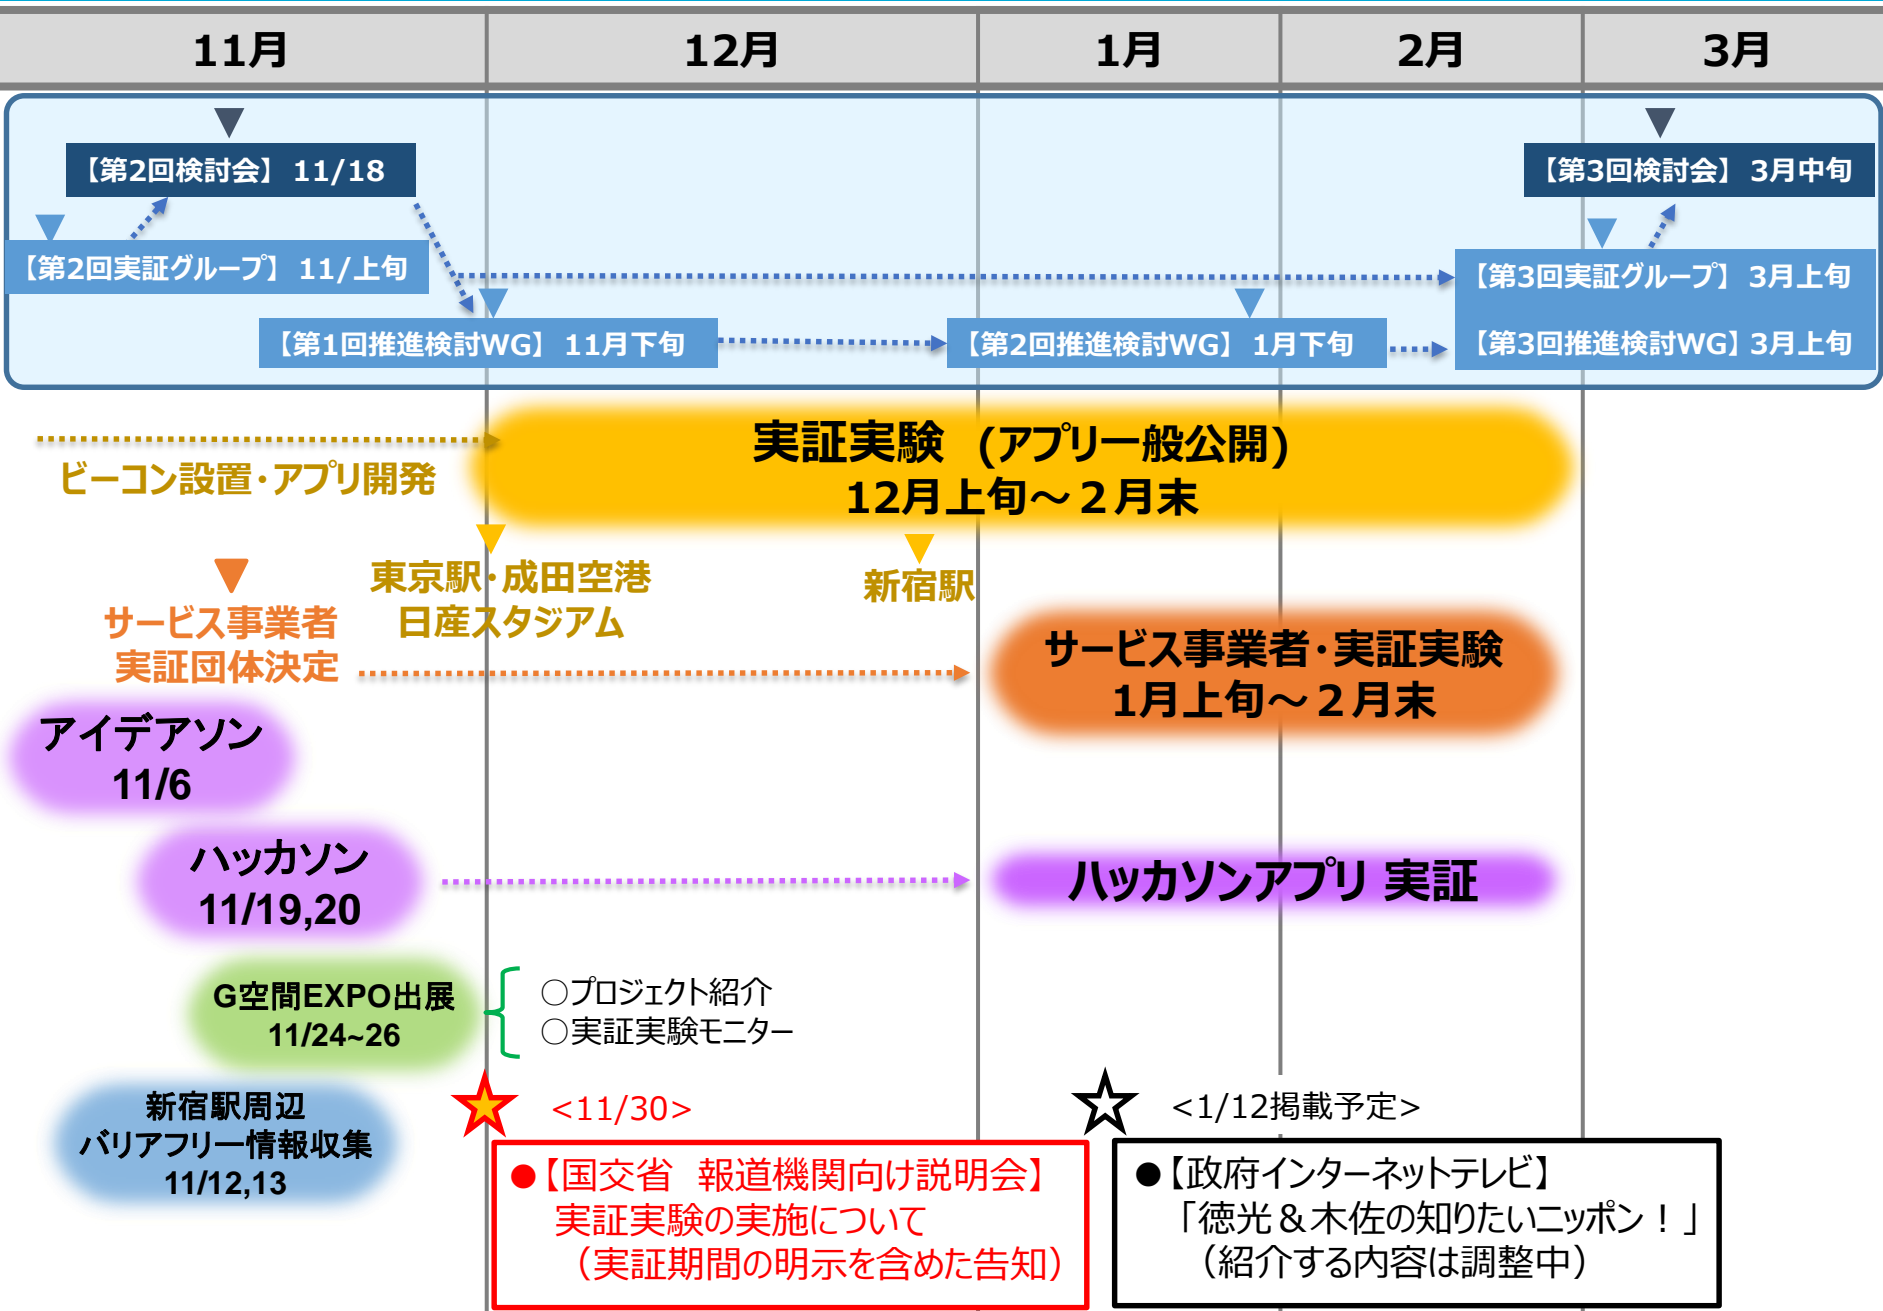 11月
12月
1月
2月
3月
【第2回検討会】 11/18
【第3回検討会】 3月中旬
【第2回実証グループ】 11/上旬
【第3回実証グループ】 3月上旬
【第1回推進検討WG】 11月下旬
【第2回推進検討WG】 1月下旬
【第3回推進検討WG】 3月上旬
ビーコン設置・アプリ開発
実証実験 (アプリ一般公開)
12月上旬～２月末
東京駅・成田空港
日産スタジアム
新宿駅
サービス事業者
実証団体決定
サービス事業者・実証実験
1月上旬～２月末
アイデアソン
11/6
ハッカソン
11/19,20
ハッカソンアプリ 実証
G空間EXPO出展
11/24~26
○プロジェクト紹介
○実証実験モニター
新宿駅周辺
バリアフリー情報収集
11/12,13
<11/30>
●【国交省　報道機関向け説明会】
実証実験の実施について
（実証期間の明示を含めた告知）
<1/12掲載予定>
●【政府インターネットテレビ】
「徳光＆木佐の知りたいニッポン！」
（紹介する内容は調整中）